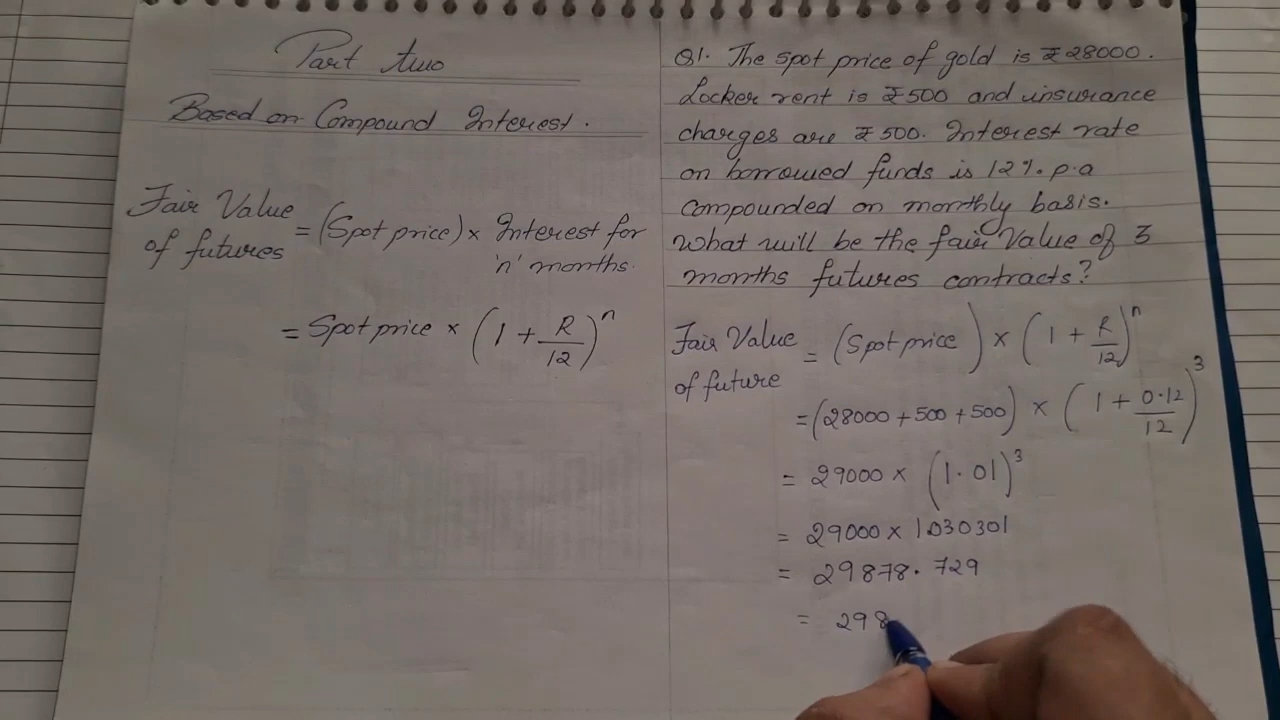 Part two
Based on Compound Interest.
Fair Value of futures = (Spot price) × Interest for 'n' months.
= Spot price × (1 + R/12)^n
Q1. The spot price of gold is ₹28000.
Locker rent is ₹500 and insurance
charges are ₹500. Interest rate
on borrowed funds is 12%. p.a
compounded on monthly basis.
What will be the fair Value of 3
months futures contracts?
Fair Value of future = (Spot price) × (1 + R/12)^n
= (28000 + 500 + 500) × (1 + 0.12/12)^3
= 29000 × (1.01)^3
= 29000 × 1.030301
= 29878.729
= 298